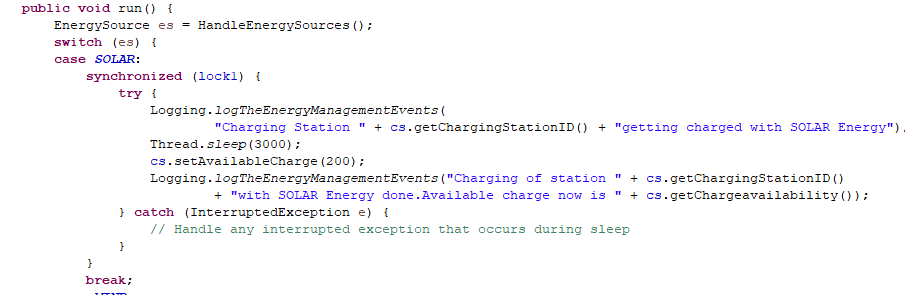 public void run() {
EnergySource es = HandleEnergySources();
switch (es) {
case SOLAR:
synchronized (lock1) {
try {
Logging.logTheEnergyManagementEvents(
"Charging Station " + cs.getChargingStationID() + "getting charged with SOLAR Energy")
Thread.sleep(3000);
cs.setAvailableCharge(200);
Logging.logTheEnergyManagementEvents("Charging of station " + cs.getChargingStationID()
+ "with SOLAR Energy done.Available charge now is " + cs.getChargeavailability());
} catch (InterruptedException e) {
// Handle any interrupted exception that occurs during sleep
}
}
break;